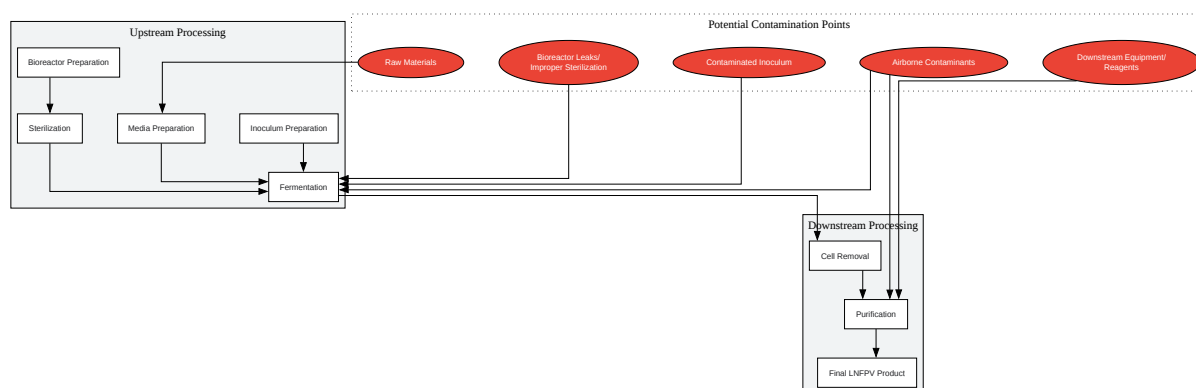 Upstream Processing
Potential Contamination Points
Bioreactor Preparation
Raw Materials
Bioreactor Leaks/
Improper Sterilization
Contaminated Inoculum
Airborne Contaminants
Downstream Equipment/
Reagents
Sterilization
Media Preparation
Inoculum Preparation
Fermentation
Downstream Processing
Cell Removal
Purification
Final LNFPV Product